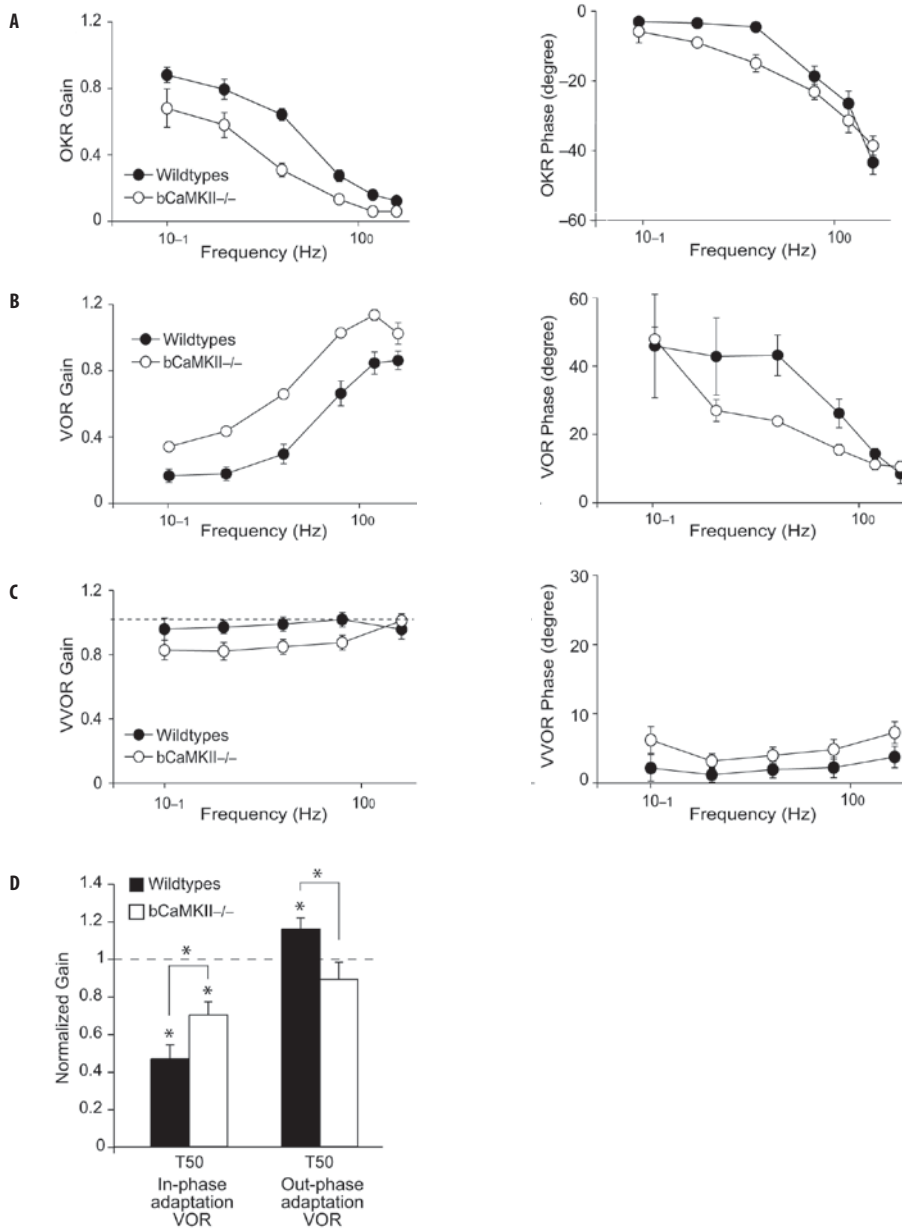 A
OKR Gain
1.2
0.8
0.4
0
Wildtypes
bCaMKII–/–
10–1
100
Frequency (Hz)
OKR Phase (degree)
0
–20
–40
–60
10–1
100
Frequency (Hz)
B
VOR Gain
1.2
0.8
0.4
0
Wildtypes
bCaMKII–/–
10–1
100
Frequency (Hz)
VOR Phase (degree)
60
40
20
0
10–1
100
Frequency (Hz)
C
VVOR Gain
1.2
0.8
0.4
0
Wildtypes
bCaMKII–/–
10–1
100
Frequency (Hz)
VVOR Phase (degree)
30
20
10
0
10–1
100
Frequency (Hz)
D
Normalized Gain
1.4
1.2
1
0.8
0.6
0.4
0.2
0
Wildtypes
bCaMKII–/–
*
*
*
*
*
T50
In-phase
adaptation
VOR
T50
Out-phase
adaptation
VOR